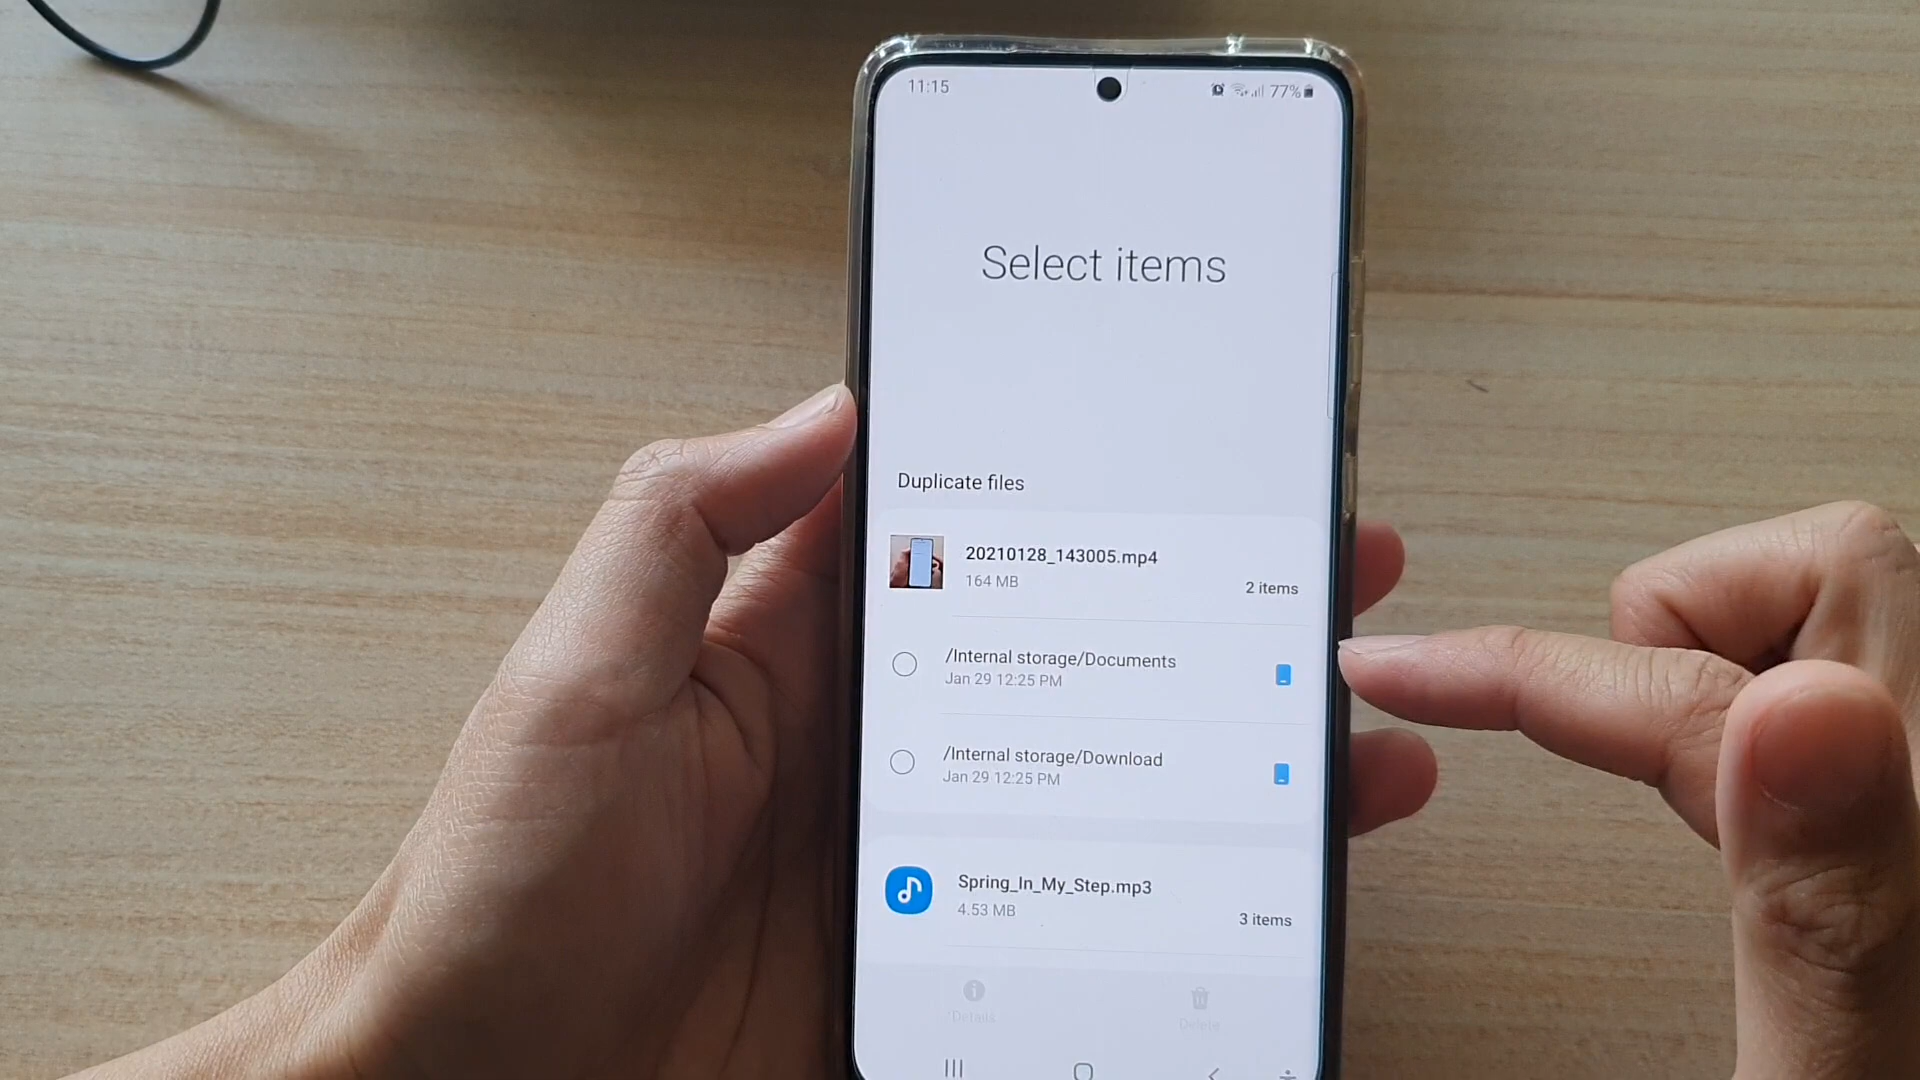 11:15
77%
Select items
Duplicate files
20210128_143005.mp4
164 MB
2 items
/Internal storage/Documents
Jan 29 12:25 PM
/Internal storage/Download
Jan 29 12:25 PM
Spring_In_My_Step.mp3
4.53 MB
3 items
Details
Delete